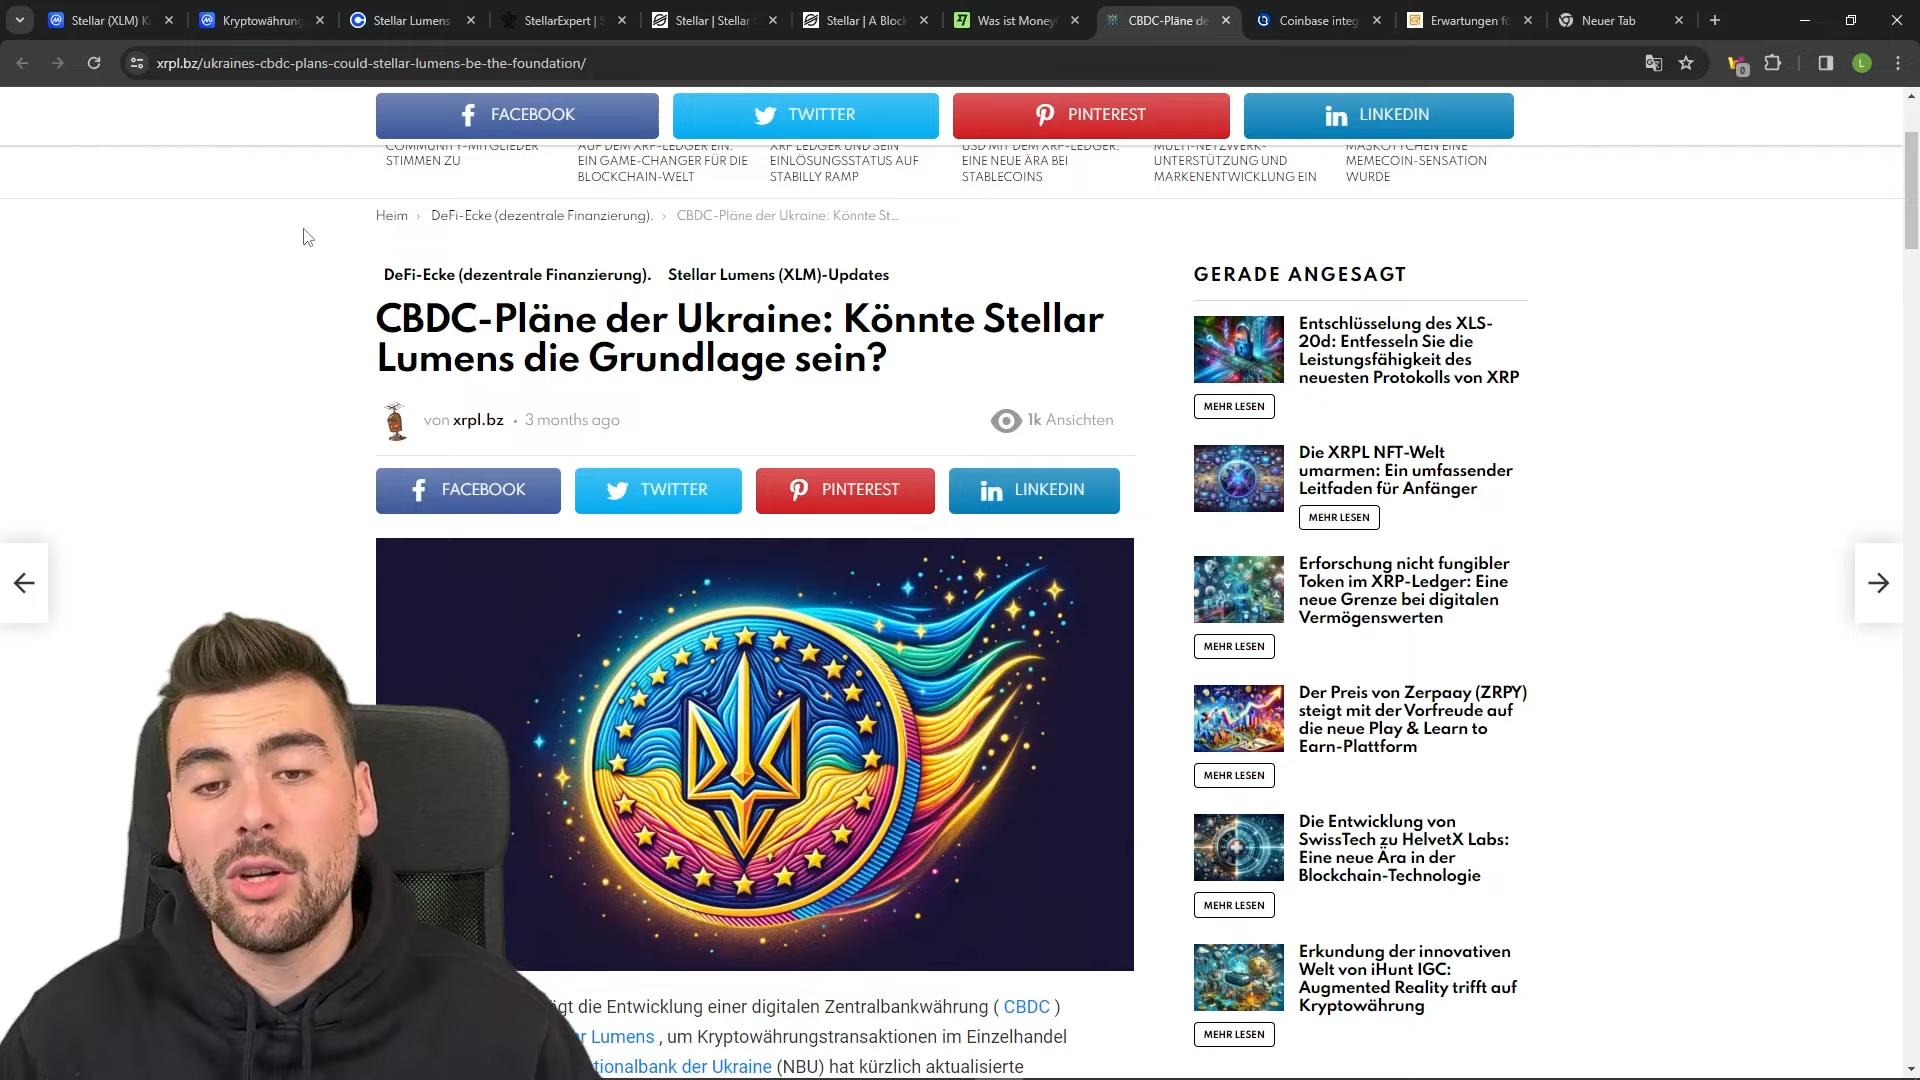 Stellar (XLM) K
Kryptowährung
Stellar Lumens
StellarExpert | S
Stellar | Stellar
Stellar | A Bloc
Was ist Money
CBDC-Pläne de
Coinbase integ
Erwartungen fü
Neuer Tab
xrpl.bz/ukraines-cbdc-plans-could-stellar-lumens-be-the-foundation/
0
L
FACEBOOK
TWITTER
PINTEREST
LINKEDIN
COMMUNITY-MITGLIEDER
STIMMEN ZU
AUF DEM XRP-LEDGER EIN:
EIN GAME-CHANGER FÜR DIE
BLOCKCHAIN-WELT
XRP LEDGER UND SEIN
EINLÖSUNGSSTATUS AUF
STABILLY RAMP
USD MIT DEM XRP-LEDGER:
EINE NEUE ÄRA BEI
STABLECOINS
MULTI-NETZWERK-
UNTERSTÜTZUNG UND
MARKENENTWICKLUNG EIN
MASKOTTCHEN EINE
MEMECOIN-SENSATION
WURDE
Heim › DeFi-Ecke (dezentrale Finanzierung). › CBDC-Pläne der Ukraine: Könnte St...
DeFi-Ecke (dezentrale Finanzierung). Stellar Lumens (XLM)-Updates
CBDC-Pläne der Ukraine: Könnte Stellar
Lumens die Grundlage sein?
von xrpl.bz • 3 months ago
1k Ansichten
FACEBOOK
TWITTER
PINTEREST
LINKEDIN
gt die Entwicklung einer digitalen Zentralbankwährung ( CBDC )
r Lumens , um Kryptowährungstransaktionen im Einzelhandel
tionalbank der Ukraine (NBU) hat kürzlich aktualisierte
GERADE ANGESAGT
Entschlüsselung des XLS-
20d: Entfesseln Sie die
Leistungsfähigkeit des
neuesten Protokolls von XRP
MEHR LESEN
Die XRPL NFT-Welt
umarmen: Ein umfassender
Leitfaden für Anfänger
MEHR LESEN
Erforschung nicht fungibler
Token im XRP-Ledger: Eine
neue Grenze bei digitalen
Vermögenswerten
MEHR LESEN
Der Preis von Zerpaay (ZRPY)
steigt mit der Vorfreude auf
die neue Play & Learn to
Earn-Plattform
MEHR LESEN
Die Entwicklung von
SwissTech zu HelvetX Labs:
Eine neue Ära in der
Blockchain-Technologie
MEHR LESEN
Erkundung der innovativen
Welt von iHunt IGC:
Augmented Reality trifft auf
Kryptowährung
MEHR LESEN